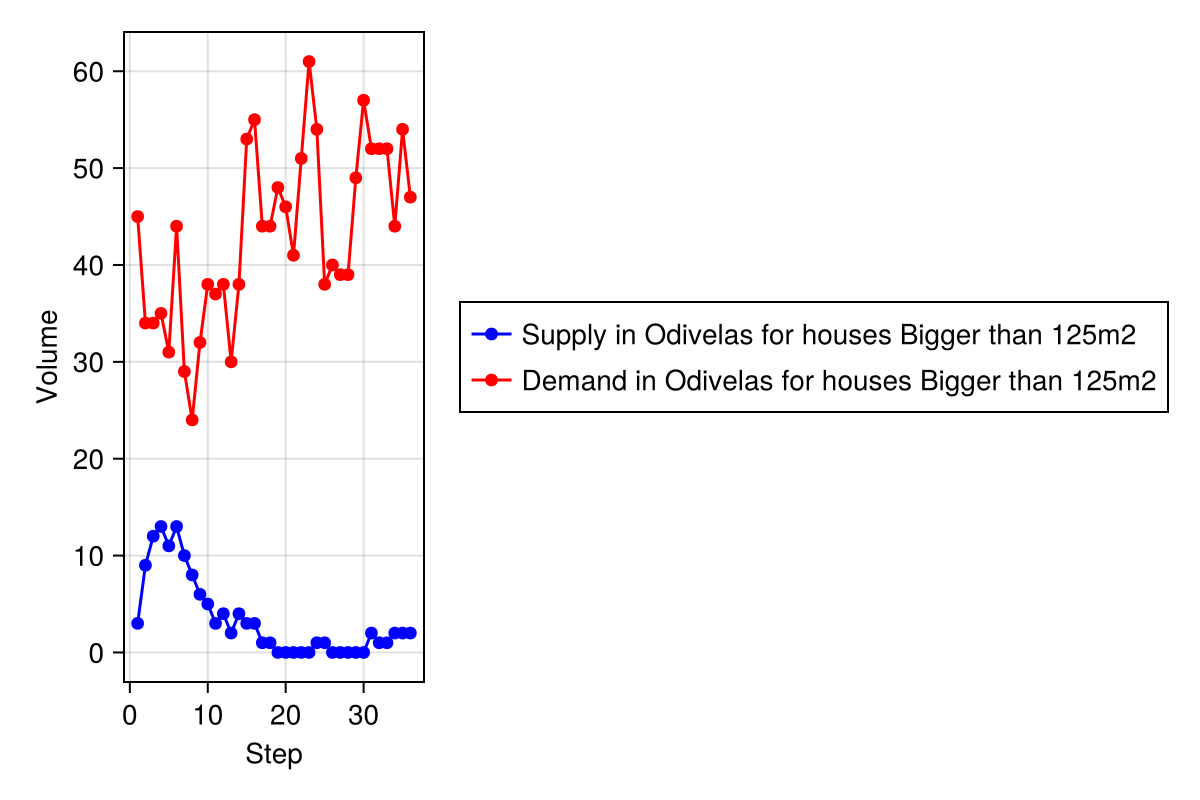 60
50
40
30
20
10
0
Volume
0 10 20 30
Step
Supply in Odivelas for houses Bigger than 125m2
Demand in Odivelas for houses Bigger than 125m2